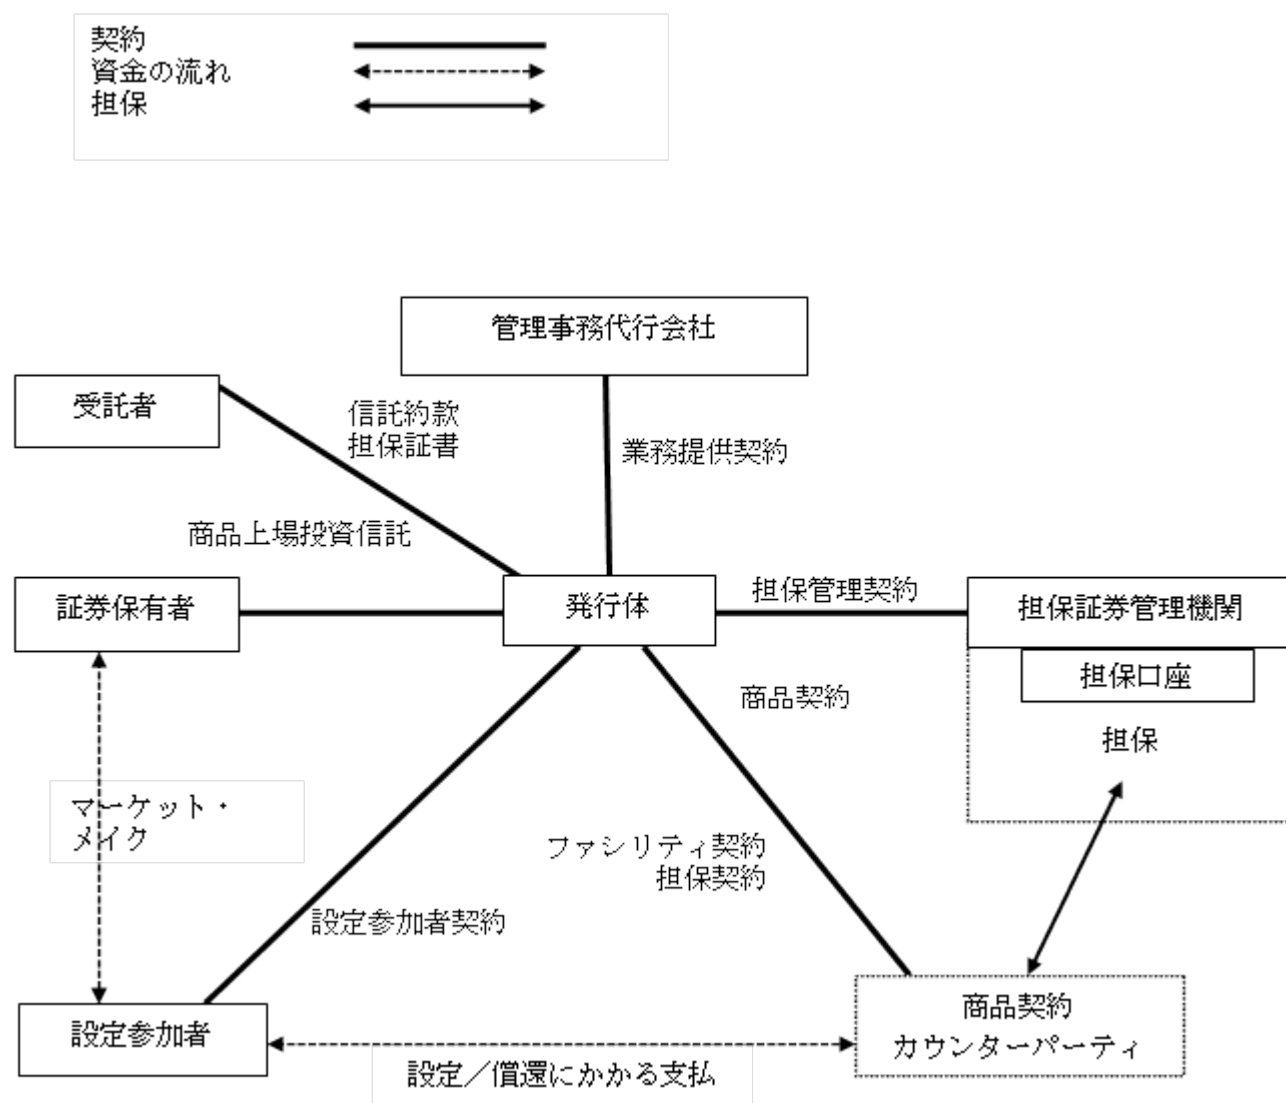 契約
資金の流れ
担保
管理事務代行会社
受託者
信託約款
担保証書
業務提供契約
商品上場投資信託
証券保有者
発行体
担保管理契約
担保証券管理機関
担保口座
担保
商品契約
マーケット・
メイク
ファシリティ契約
担保契約
設定参加者契約
設定参加者
商品契約
カウンターパーティ
設定／償還にかかる支払